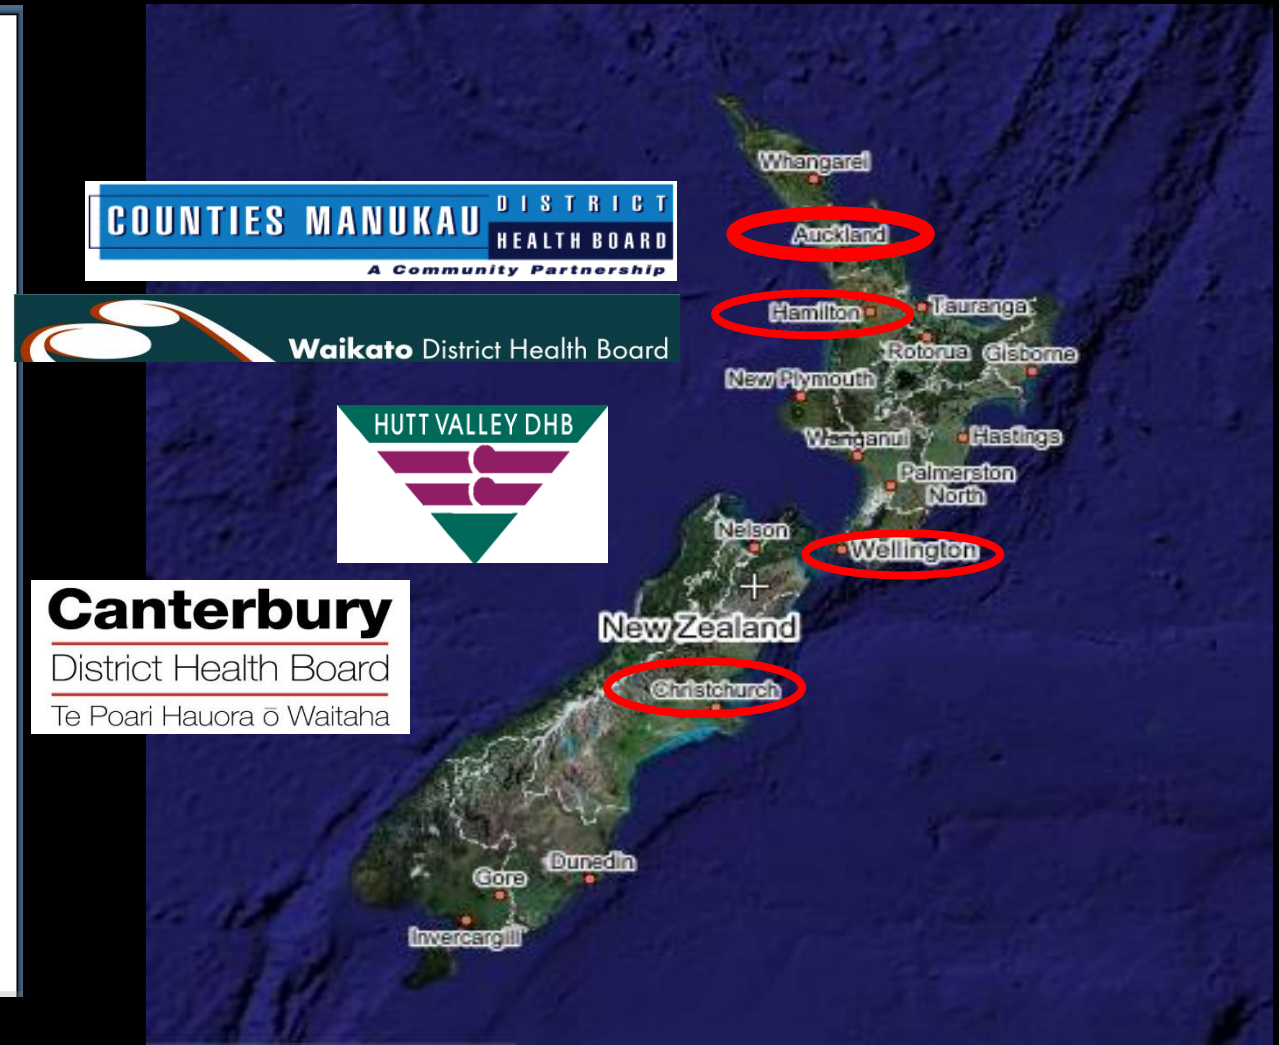 COUNTIES MANUKAU DISTRICT
HEALTH BOARD
A Community Partnership
Waikato District Health Board
HUTT VALLEY DHB
Canterbury
District Health Board
Te Poari Hauora ō Waitaha
Whangarei
Auckland
Hamilton
Tauranga
Rotorua
Gisborne
New Plymouth
Wanganui
Hastings
Palmerston
North
Nelson
Wellington
New Zealand
Christchurch
Dunedin
Gore
Invercargill